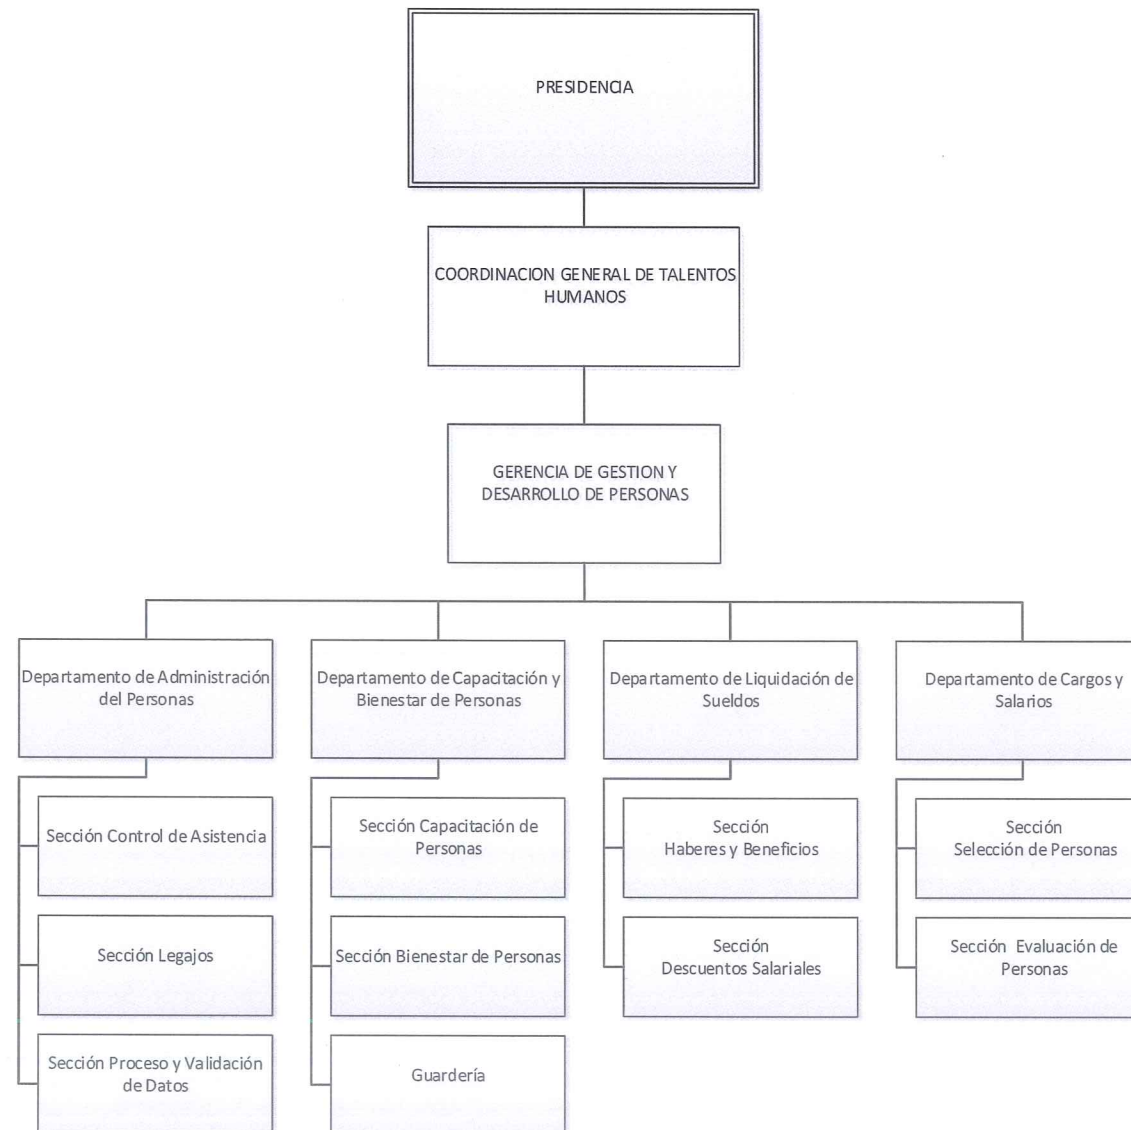 PRESIDENCIA
COORDINACION GENERAL DE TALENTOS
HUMANOS
GERENCIA DE GESTION Y
DESARROLLO DE PERSONAS
Departamento de Administración
del Personas
Departamento de Capacitación y
Bienestar de Personas
Departamento de Liquidación de
Sueldos
Departamento de Cargos y
Salarios
Sección Control de Asistencia
Sección Legajos
Sección Proceso y Validación
de Datos
Sección Capacitación de
Personas
Sección Bienestar de Personas
Guardería
Sección
Haberes y Beneficios
Sección
Descuentos Salariales
Sección
Selección de Personas
Sección Evaluación de
Personas